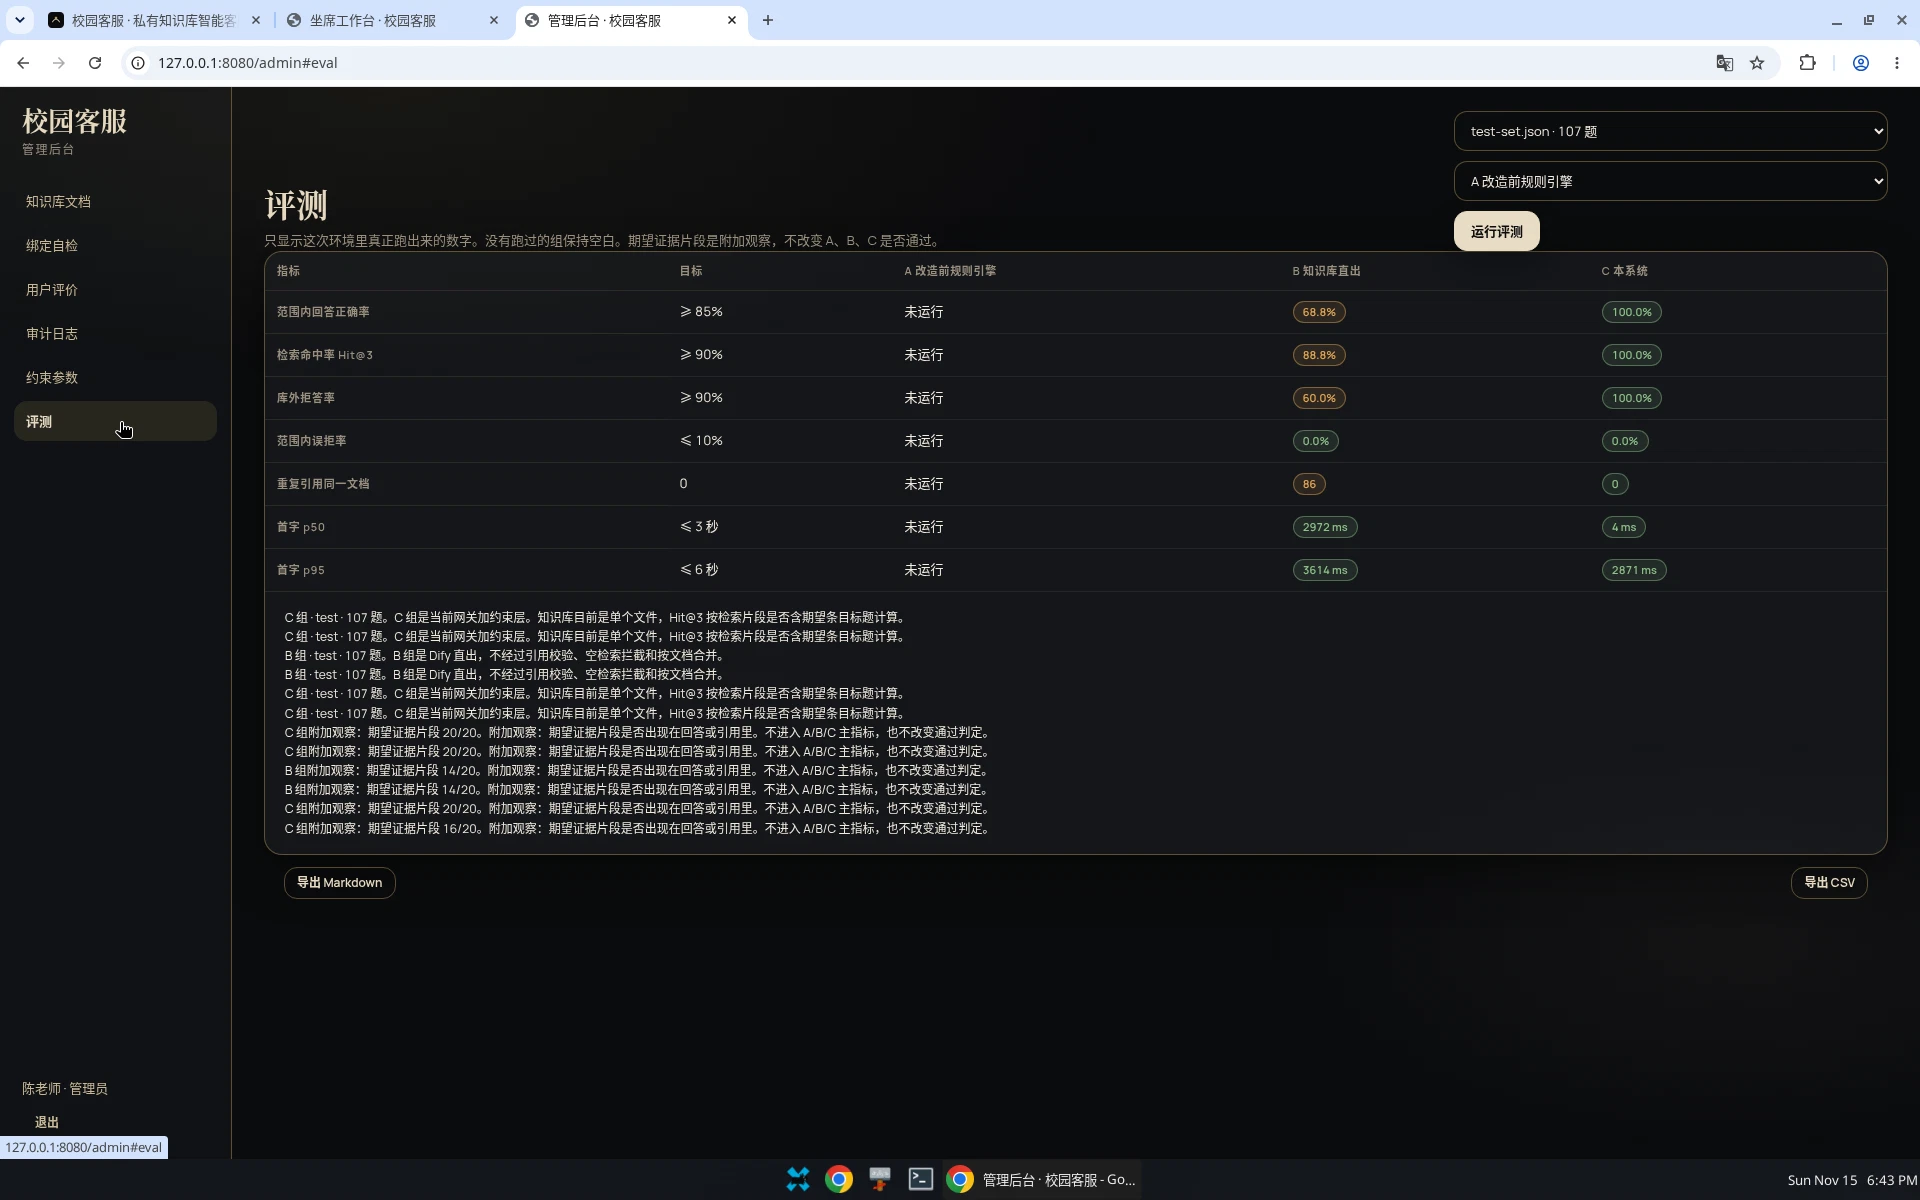 校园客服 · 私有知识库智能客
坐席工作台 · 校园客服
管理后台 · 校园客服
127.0.0.1:8080/admin#eval
校园客服
管理后台
知识库文档
绑定自检
用户评价
审计日志
约束参数
评测
陈老师 · 管理员
退出
127.0.0.1:8080/admin#eval
test-set.json · 107 题
A 改造前规则引擎
运行评测
评测
只显示这次环境里真正跑出来的数字。没有跑过的组保持空白。期望证据片段是附加观察，不改变 A、B、C 是否通过。
指标 目标 A 改造前规则引擎 B 知识库直出 C 本系统
范围内回答正确率 ≥ 85% 未运行 68.8% 100.0%
检索命中率 Hit@3 ≥ 90% 未运行 88.8% 100.0%
库外拒答率 ≥ 90% 未运行 60.0% 100.0%
范围内误拒率 ≤ 10% 未运行 0.0% 0.0%
重复引用同一文档 0 未运行 86 0
首字 p50 ≤ 3 秒 未运行 2972 ms 4 ms
首字 p95 ≤ 6 秒 未运行 3614 ms 2871 ms
C 组 · test · 107 题。C 组是当前网关加约束层。知识库目前是单个文件，Hit@3 按检索片段是否含期望条目标题计算。
C 组 · test · 107 题。C 组是当前网关加约束层。知识库目前是单个文件，Hit@3 按检索片段是否含期望条目标题计算。
B 组 · test · 107 题。B 组是 Dify 直出，不经过引用校验、空检索拦截和按文档合并。
B 组 · test · 107 题。B 组是 Dify 直出，不经过引用校验、空检索拦截和按文档合并。
C 组 · test · 107 题。C 组是当前网关加约束层。知识库目前是单个文件，Hit@3 按检索片段是否含期望条目标题计算。
C 组 · test · 107 题。C 组是当前网关加约束层。知识库目前是单个文件，Hit@3 按检索片段是否含期望条目标题计算。
C 组附加观察：期望证据片段 20/20。附加观察：期望证据片段是否出现在回答或引用里。不进入 A/B/C 主指标，也不改变通过判定。
C 组附加观察：期望证据片段 20/20。附加观察：期望证据片段是否出现在回答或引用里。不进入 A/B/C 主指标，也不改变通过判定。
B 组附加观察：期望证据片段 14/20。附加观察：期望证据片段是否出现在回答或引用里。不进入 A/B/C 主指标，也不改变通过判定。
B 组附加观察：期望证据片段 14/20。附加观察：期望证据片段是否出现在回答或引用里。不进入 A/B/C 主指标，也不改变通过判定。
C 组附加观察：期望证据片段 20/20。附加观察：期望证据片段是否出现在回答或引用里。不进入 A/B/C 主指标，也不改变通过判定。
C 组附加观察：期望证据片段 16/20。附加观察：期望证据片段是否出现在回答或引用里。不进入 A/B/C 主指标，也不改变通过判定。
导出 Markdown
导出 CSV
管理后台 · 校园客服 - Go...
Sun Nov 15 6:43 PM